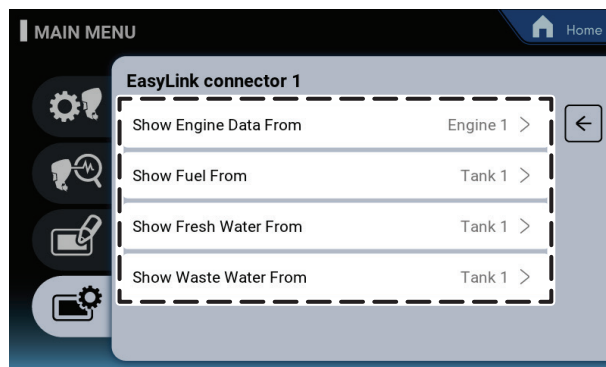 MAIN MENU
Home
EasyLink connector 1
Show Engine Data From Engine 1
Show Fuel From Tank 1
Show Fresh Water From Tank 1
Show Waste Water From Tank 1